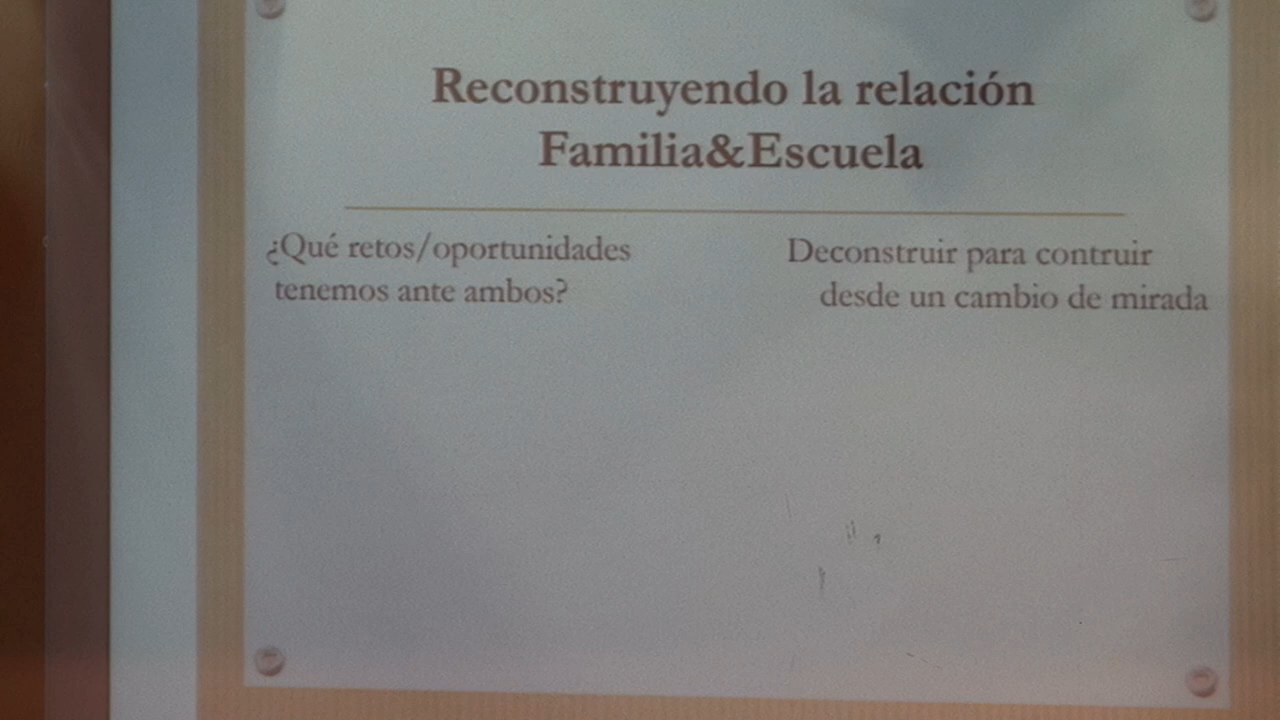 Reconstruyendo la relación
Familia&Escuela
¿Qué retos/oportunidades
tenemos ante ambos?
Deconstruir para contruir
desde un cambio de mirada